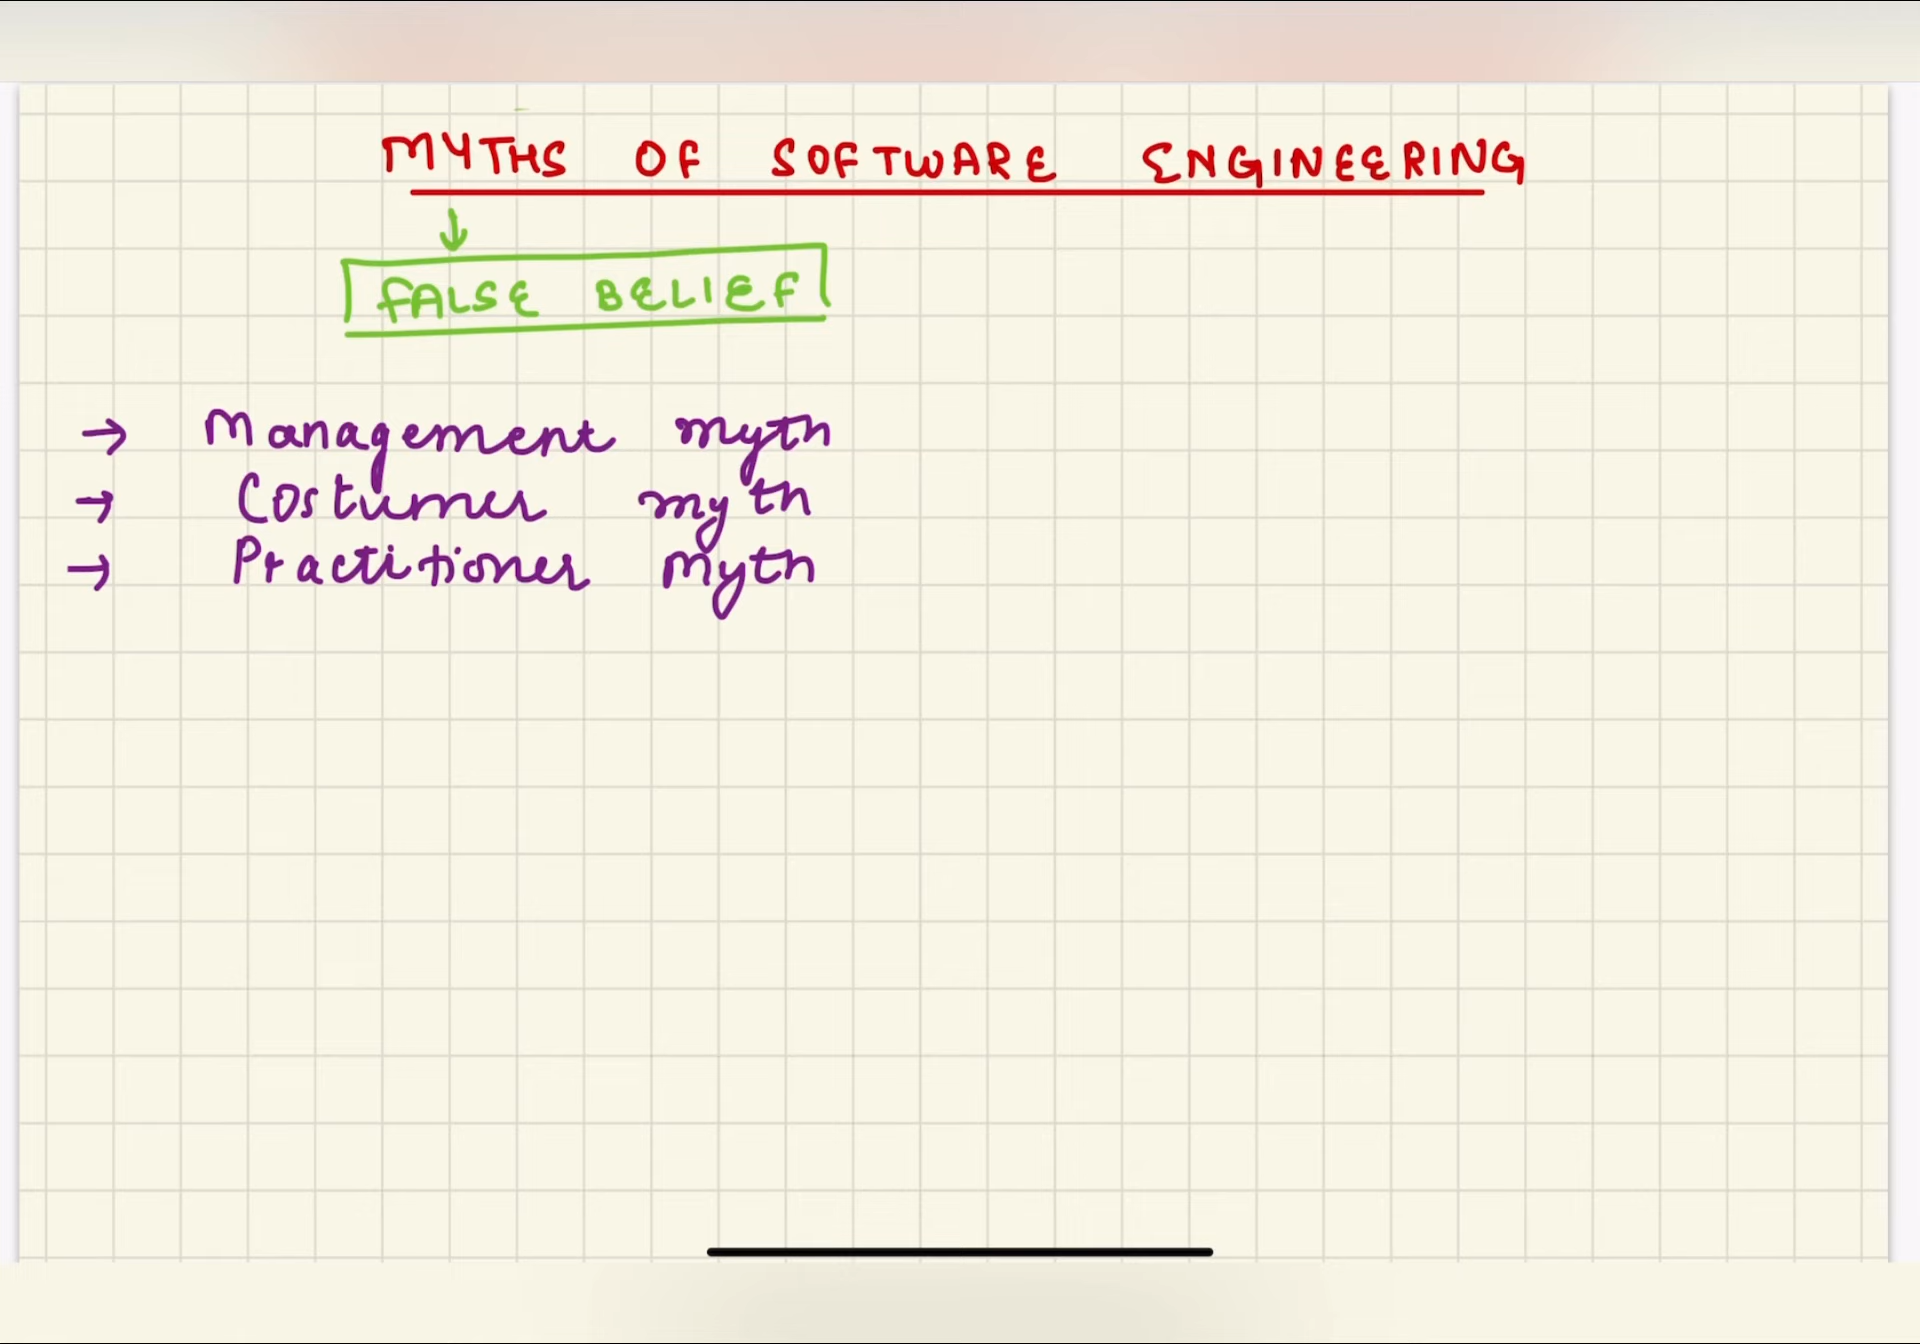 MYTHS OF SOFTWARE ENGINEERING
↓
FALSE BELIEF
→ Management myth
→ Costumer myth
→ Practitioner myth